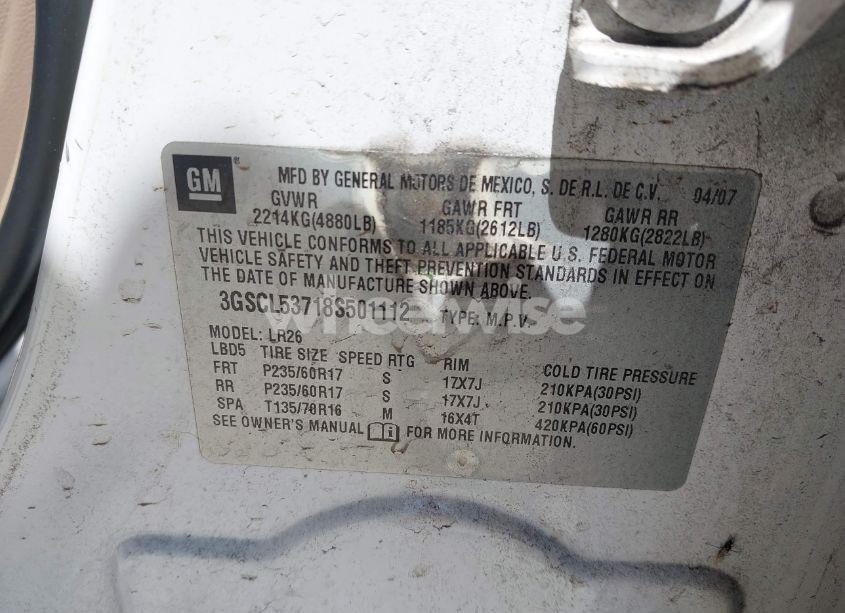 GM ® MFD BY GENERAL MOTORS DE MEXICO, S. DE R.L. DE C.V. 04/07
GVWR GAWR FRT GAWR RR
2214KG(4880LB) 1185KG(2612LB) 1280KG(2822LB)
THIS VEHICLE CONFORMS TO ALL APPLICABLE U.S. FEDERAL MOTOR
VEHICLE SAFETY AND THEFT PREVENTION STANDARDS IN EFFECT ON
THE DATE OF MANUFACTURE SHOWN ABOVE.
3GSCL53718S501112 TYPE: M.P.V.
wheelwise
MODEL: LR26
LBD5 TIRE SIZE SPEED RTG RIM COLD TIRE PRESSURE
FRT P235/60R17 S 17X7J 210KPA(30PSI)
RR P235/60R17 S 17X7J 210KPA(30PSI)
SPA T135/70R16 M 16X4T 420KPA(60PSI)
SEE OWNER'S MANUAL i FOR MORE INFORMATION.